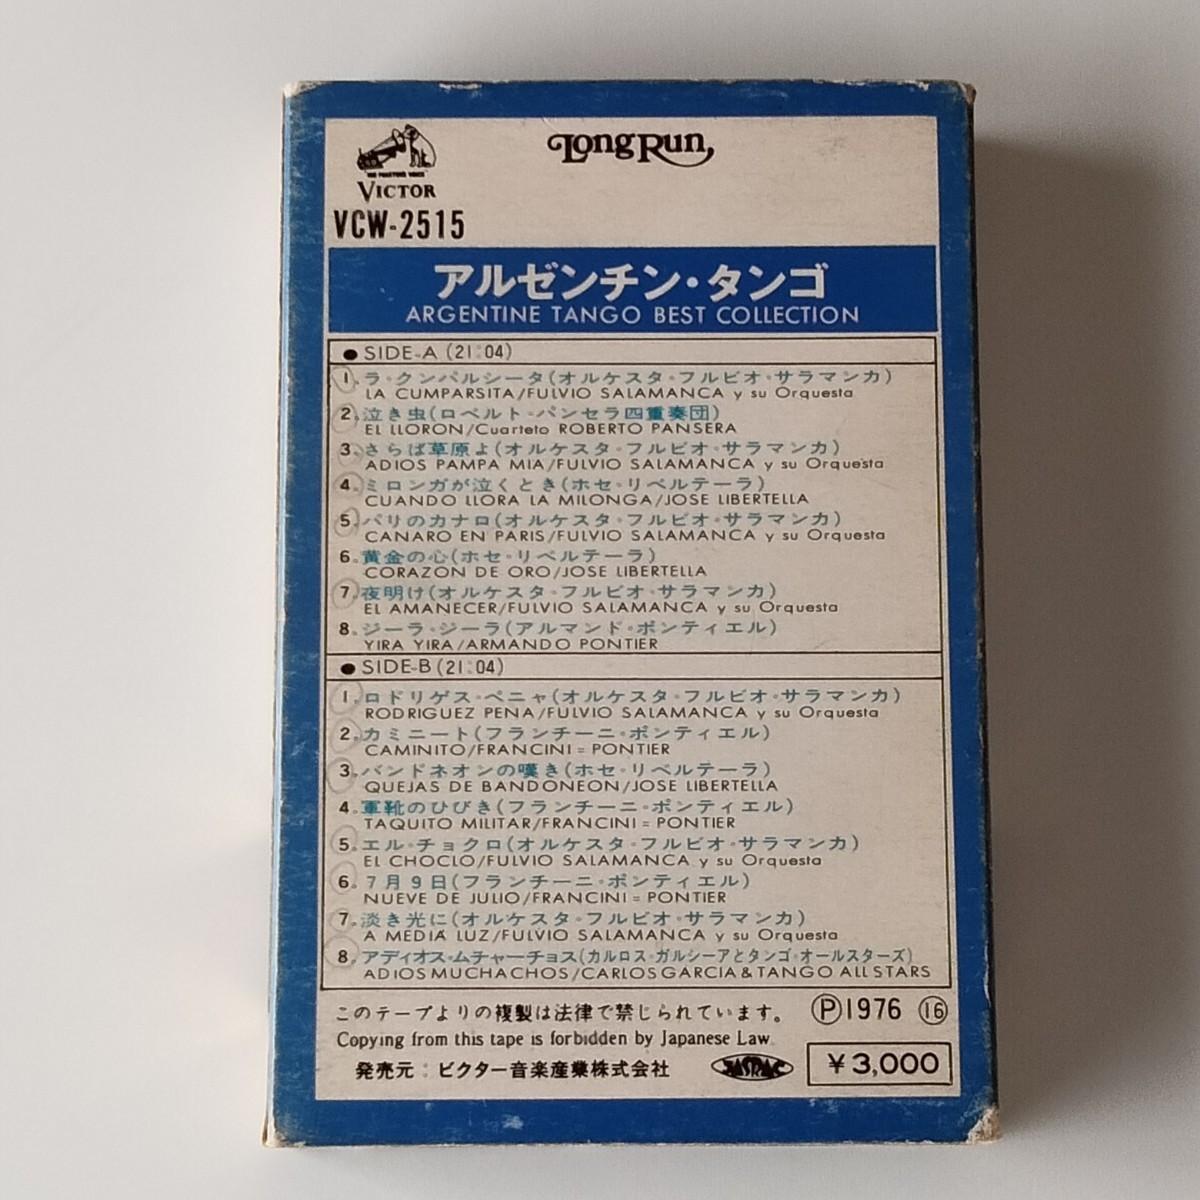 Long Run
HIS MASTER'S VOICE
VICTOR
VCW-2515
アルゼンチン・タンゴ
ARGENTINE TANGO BEST COLLECTION
● SIDE-A (21:04)
1. ラ・クンパルシータ(オルケスタ・フルビオ・サラマンカ)
LA CUMPARSITA/FULVIO SALAMANCA y su Orquesta
2. 泣き虫(ロベルト・パンセラ四重奏団)
EL LLORON/Cuarteto ROBERTO PANSERA
3. さらば草原よ(オルケスタ・フルビオ・サラマンカ)
ADIOS PAMPA MIA/FULVIO SALAMANCA y su Orquesta
4. ミロンガが泣くとき(ホセ・リベルテーラ)
CUANDO LLORA LA MILONGA/JOSE LIBERTELLA
5. パリのカナロ(オルケスタ・フルビオ・サラマンカ)
CANARO EN PARIS/FULVIO SALAMANCA y su Orquesta
6. 黄金の心(ホセ・リベルテーラ)
CORAZON DE ORO/JOSE LIBERTELLA
7. 夜明け(オルケスタ・フルビオ・サラマンカ)
EL AMANECER/FULVIO SALAMANCA y su Orquesta
8. ジーラ・ジーラ(アルマンド・ポンティエル)
YIRA YIRA/ARMANDO PONTIER
● SIDE-B (21:04)
1. ロドリゲス・ペニャ(オルケスタ・フルビオ・サラマンカ)
RODRIGUEZ PENA/FULVIO SALAMANCA y su Orquesta
2. カミニート(フランチーニ・ポンティエル)
CAMINITO/FRANCINI = PONTIER
3. バンドネオンの嘆き(ホセ・リベルテーラ)
QUEJAS DE BANDONEON/JOSE LIBERTELLA
4. 軍靴のひびき(フランチーニ・ポンティエル)
TAQUITO MILITAR/FRANCINI = PONTIER
5. エル・チョクロ(オルケスタ・フルビオ・サラマンカ)
EL CHOCLO/FULVIO SALAMANCA y su Orquesta
6. 7月9日(フランチーニ・ポンティエル)
NUEVE DE JULIO/FRANCINI = PONTIER
7. 淡き光に(オルケスタ・フルビオ・サラマンカ)
A MEDIA LUZ/FULVIO SALAMANCA y su Orquesta
8. アディオス・ムチャーチョス(カルロス・ガルシーアとタンゴ・オールスターズ)
ADIOS MUCHACHOS/CARLOS GARCIA & TANGO ALL STARS
このテープよりの複製は法律で禁じられています。 Ⓟ1976 ⑯
Copying from this tape is forbidden by Japanese Law.
発売元：ビクター音楽産業株式会社 JASRAC ¥3,000